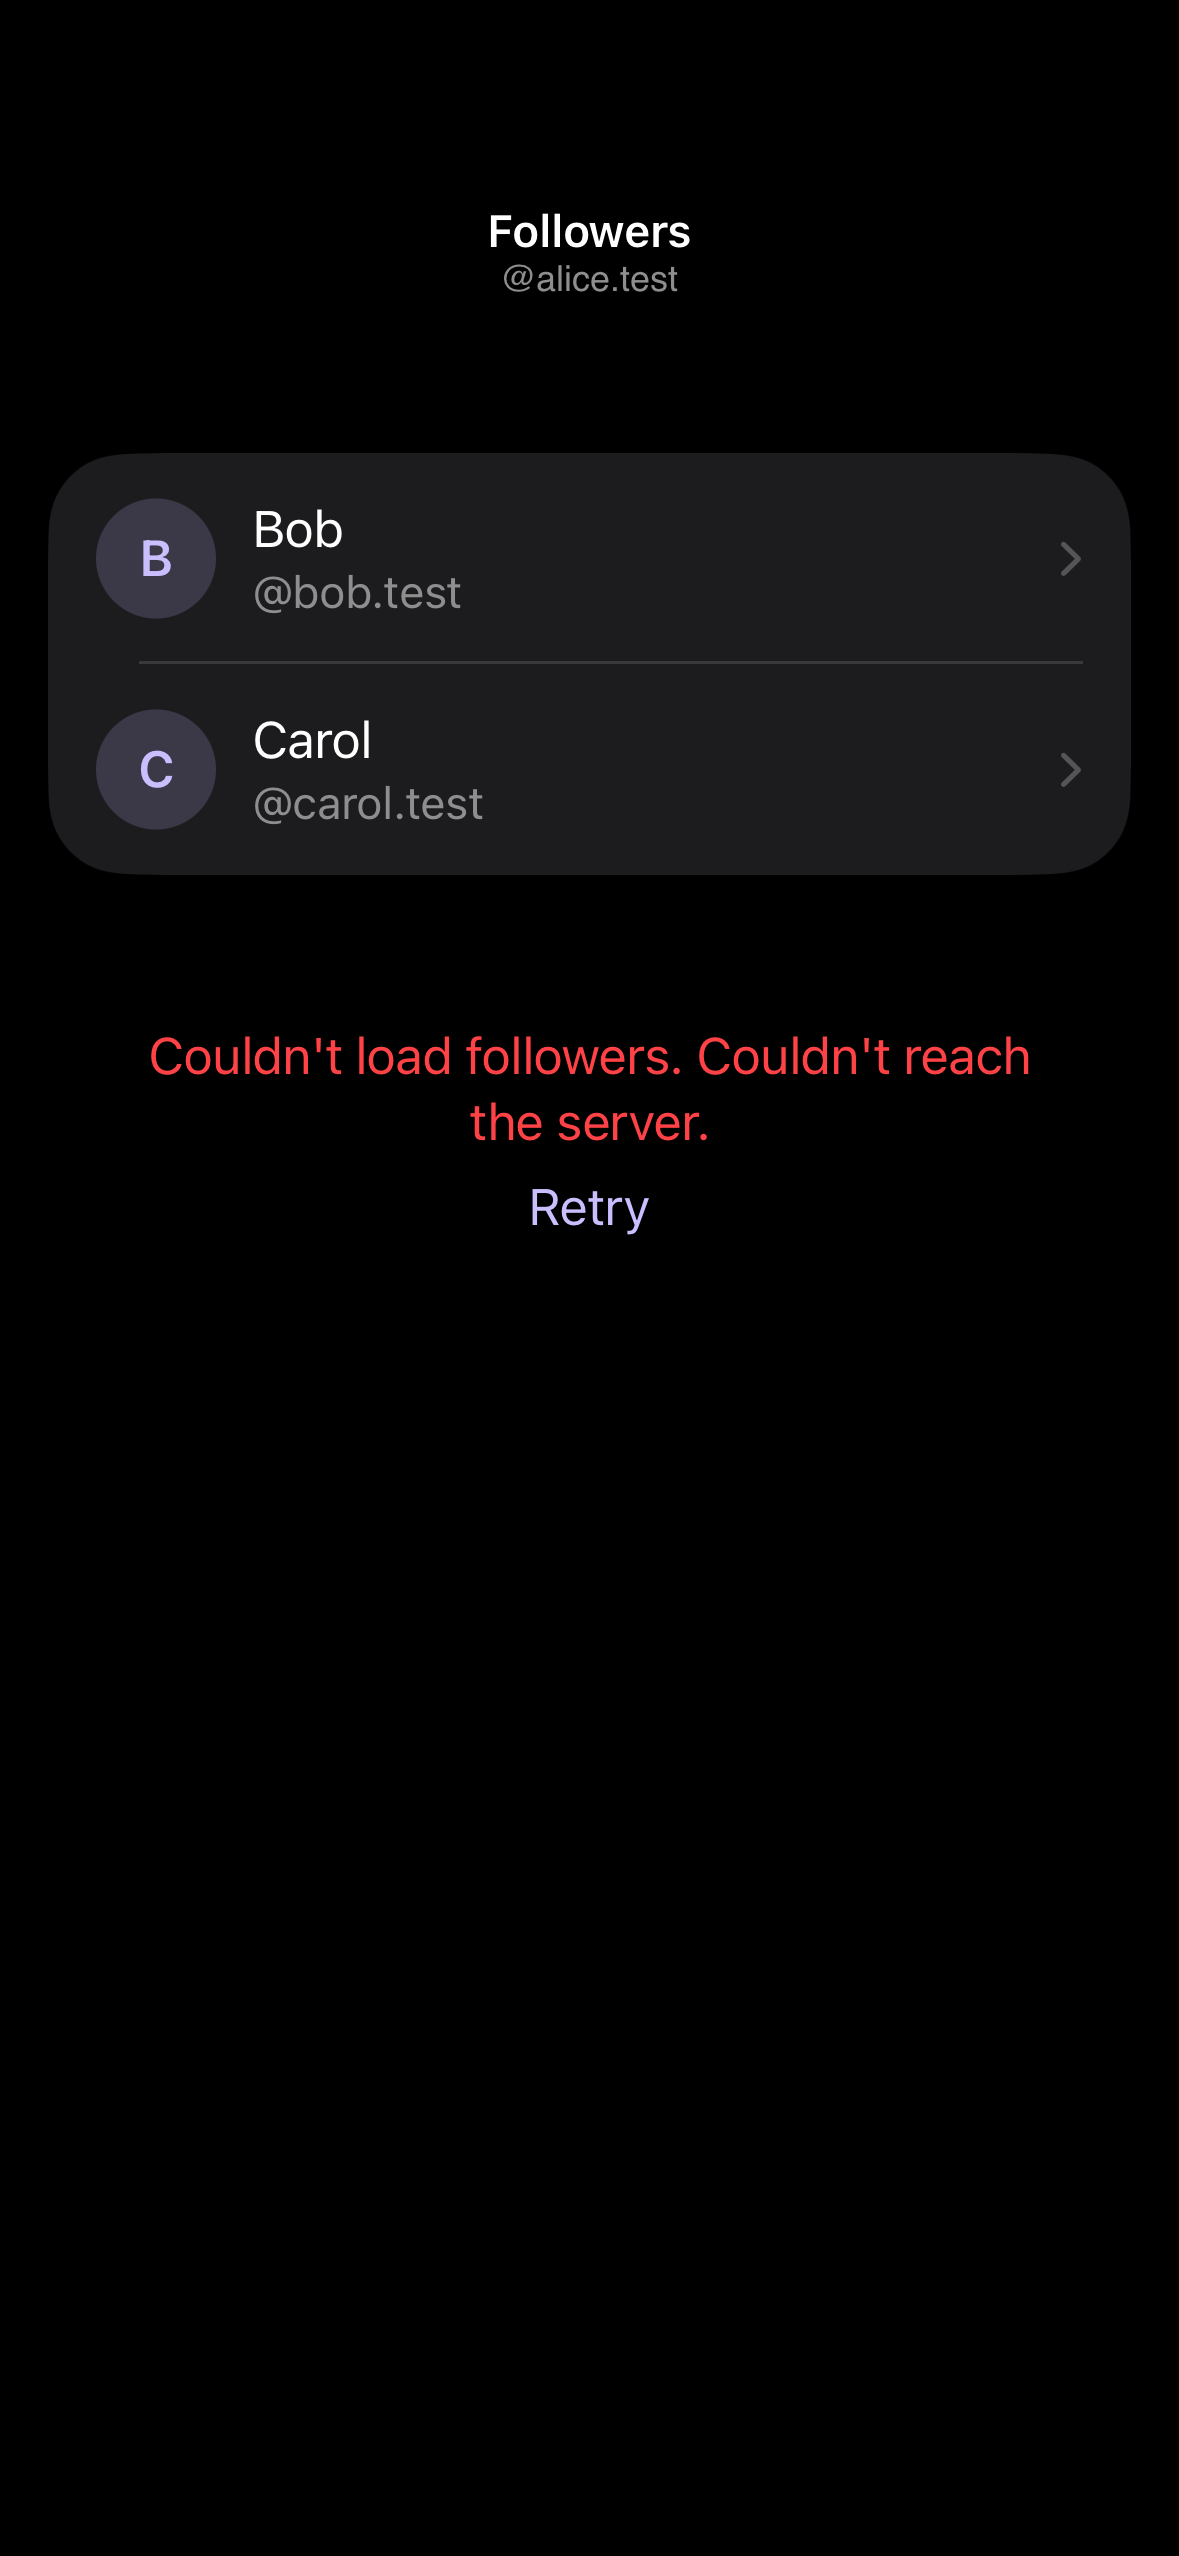 Followers
@alice.test
B
Bob
@bob.test
C
Carol
@carol.test
Couldn't load followers. Couldn't reach
the server.
Retry